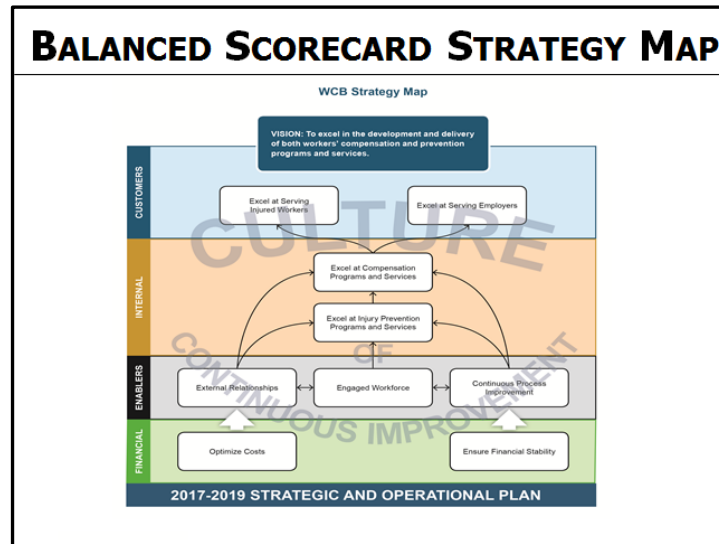 BALANCED SCORECARD STRATEGY MAP
WCB Strategy Map
VISION: To excel in the development and delivery
of both workers' compensation and prevention
programs and services.
CUSTOMERS
Excel at Serving
Injured Workers
Excel at Serving Employers
CULTURE
INTERNAL
Excel at Compensation
Programs and Services
Excel at Injury Prevention
Programs and Services
OF
ENABLERS
External Relationships
Engaged Workforce
Continuous Process
Improvement
CONTINUOUS IMPROVEMENT
FINANCIAL
Optimize Costs
Ensure Financial Stability
2017-2019 STRATEGIC AND OPERATIONAL PLAN